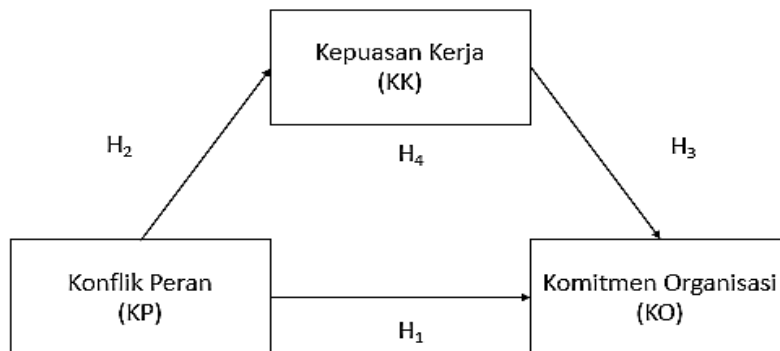 Kepuasan Kerja
(KK)
H₂
H₄
H₃
Konflik Peran
(KP)
H₁
Komitmen Organisasi
(KO)